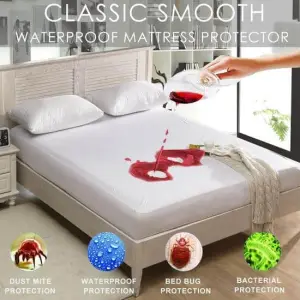 CLASSIC SMOOTH
WATERPROOF MATTRESS PROTECTOR
DUST MITE
PROTECTION
WATERPROOF
PROTECTION
BED BUG
PROTECTION
BACTERIAL
PROTECTION